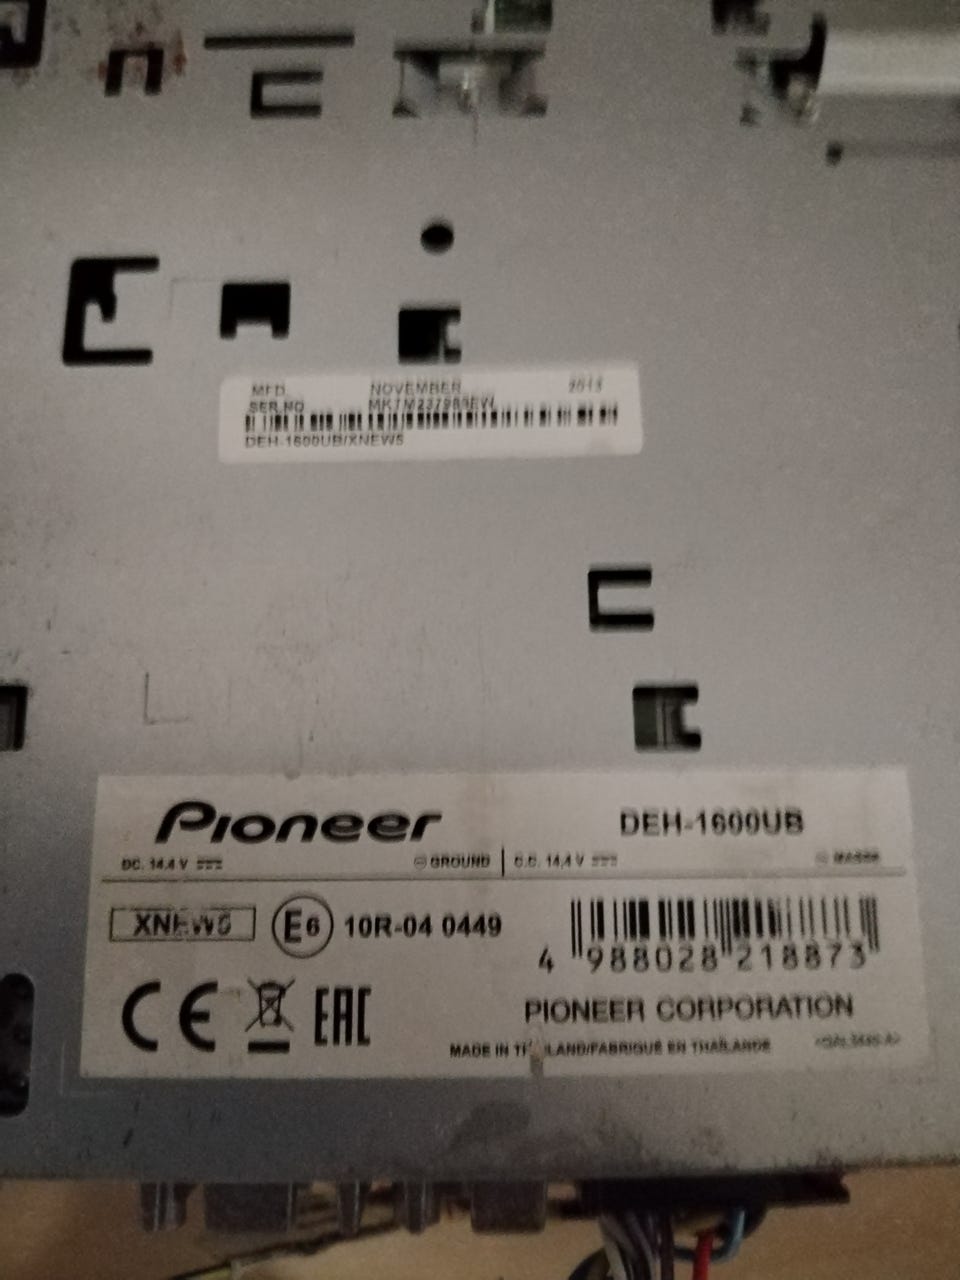 MFD. NOVEMBER
SER.NO
DEH-1600UB/XNEW5
Pioneer DEH-1600UB
DC. 14.4 V GROUND C.C. 14,4 V MASSE
XNEW5 E6 10R-04 0449
4 988028 218873
CE EAC
PIONEER CORPORATION
MADE IN THAILAND/FABRIQUÉ EN THAÏLANDE